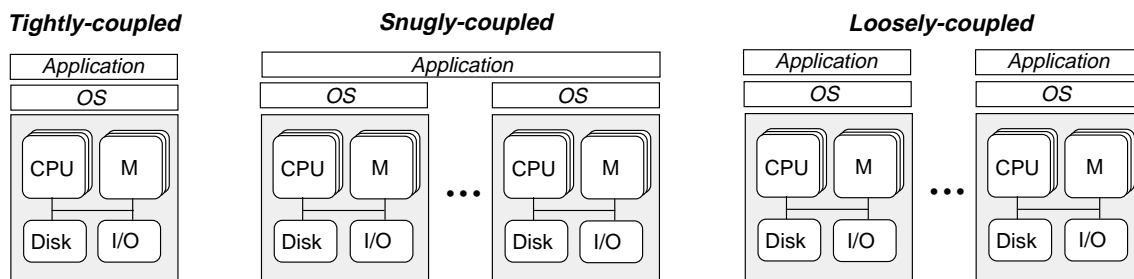 Tightly-coupled Snugly-coupled Loosely-coupled
Application Application Application Application
OS OS OS OS OS
CPU M CPU M CPU M CPU M CPU M
••• •••
Disk I/O Disk I/O Disk I/O Disk I/O Disk I/O